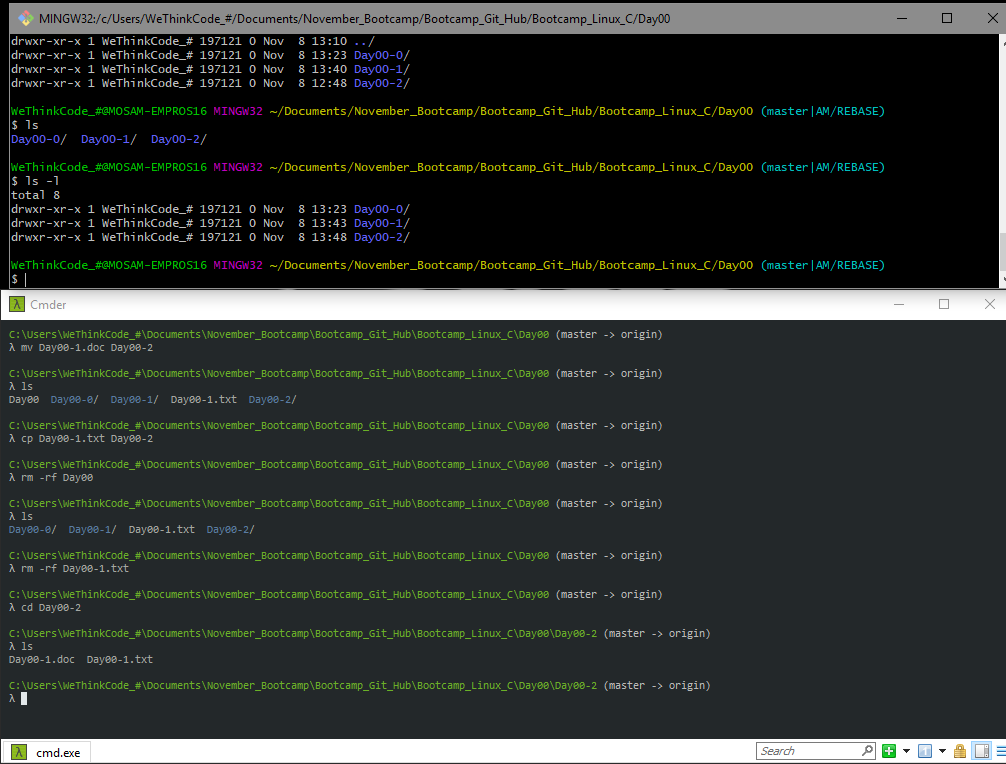 MINGW32:/c/Users/WeThinkCode_#/Documents/November_Bootcamp/Bootcamp_Git_Hub/Bootcamp_Linux_C/Day00
drwxr-xr-x 1 WeThinkCode_# 197121 0 Nov  8 13:10 ../
drwxr-xr-x 1 WeThinkCode_# 197121 0 Nov  8 13:23 Day00-0/
drwxr-xr-x 1 WeThinkCode_# 197121 0 Nov  8 13:40 Day00-1/
drwxr-xr-x 1 WeThinkCode_# 197121 0 Nov  8 12:48 Day00-2/
WeThinkCode_#@MOSAM-EMPROS16 MINGW32 ~/Documents/November_Bootcamp/Bootcamp_Git_Hub/Bootcamp_Linux_C/Day00 (master|AM/REBASE)
$ ls
Day00-0/  Day00-1/  Day00-2/
WeThinkCode_#@MOSAM-EMPROS16 MINGW32 ~/Documents/November_Bootcamp/Bootcamp_Git_Hub/Bootcamp_Linux_C/Day00 (master|AM/REBASE)
$ ls -l
total 8
drwxr-xr-x 1 WeThinkCode_# 197121 0 Nov  8 13:23 Day00-0/
drwxr-xr-x 1 WeThinkCode_# 197121 0 Nov  8 13:43 Day00-1/
drwxr-xr-x 1 WeThinkCode_# 197121 0 Nov  8 13:48 Day00-2/
WeThinkCode_#@MOSAM-EMPROS16 MINGW32 ~/Documents/November_Bootcamp/Bootcamp_Git_Hub/Bootcamp_Linux_C/Day00 (master|AM/REBASE)
$
λ Cmder
C:\Users\WeThinkCode_#\Documents\November_Bootcamp\Bootcamp_Git_Hub\Bootcamp_Linux_C\Day00 (master -> origin)
λ mv Day00-1.doc Day00-2
C:\Users\WeThinkCode_#\Documents\November_Bootcamp\Bootcamp_Git_Hub\Bootcamp_Linux_C\Day00 (master -> origin)
λ ls
Day00  Day00-0/  Day00-1/  Day00-1.txt  Day00-2/
C:\Users\WeThinkCode_#\Documents\November_Bootcamp\Bootcamp_Git_Hub\Bootcamp_Linux_C\Day00 (master -> origin)
λ cp Day00-1.txt Day00-2
C:\Users\WeThinkCode_#\Documents\November_Bootcamp\Bootcamp_Git_Hub\Bootcamp_Linux_C\Day00 (master -> origin)
λ rm -rf Day00
C:\Users\WeThinkCode_#\Documents\November_Bootcamp\Bootcamp_Git_Hub\Bootcamp_Linux_C\Day00 (master -> origin)
λ ls
Day00-0/  Day00-1/  Day00-1.txt  Day00-2/
C:\Users\WeThinkCode_#\Documents\November_Bootcamp\Bootcamp_Git_Hub\Bootcamp_Linux_C\Day00 (master -> origin)
λ rm -rf Day00-1.txt
C:\Users\WeThinkCode_#\Documents\November_Bootcamp\Bootcamp_Git_Hub\Bootcamp_Linux_C\Day00 (master -> origin)
λ cd Day00-2
C:\Users\WeThinkCode_#\Documents\November_Bootcamp\Bootcamp_Git_Hub\Bootcamp_Linux_C\Day00\Day00-2 (master -> origin)
λ ls
Day00-1.doc  Day00-1.txt
C:\Users\WeThinkCode_#\Documents\November_Bootcamp\Bootcamp_Git_Hub\Bootcamp_Linux_C\Day00\Day00-2 (master -> origin)
λ
λ cmd.exe
Search